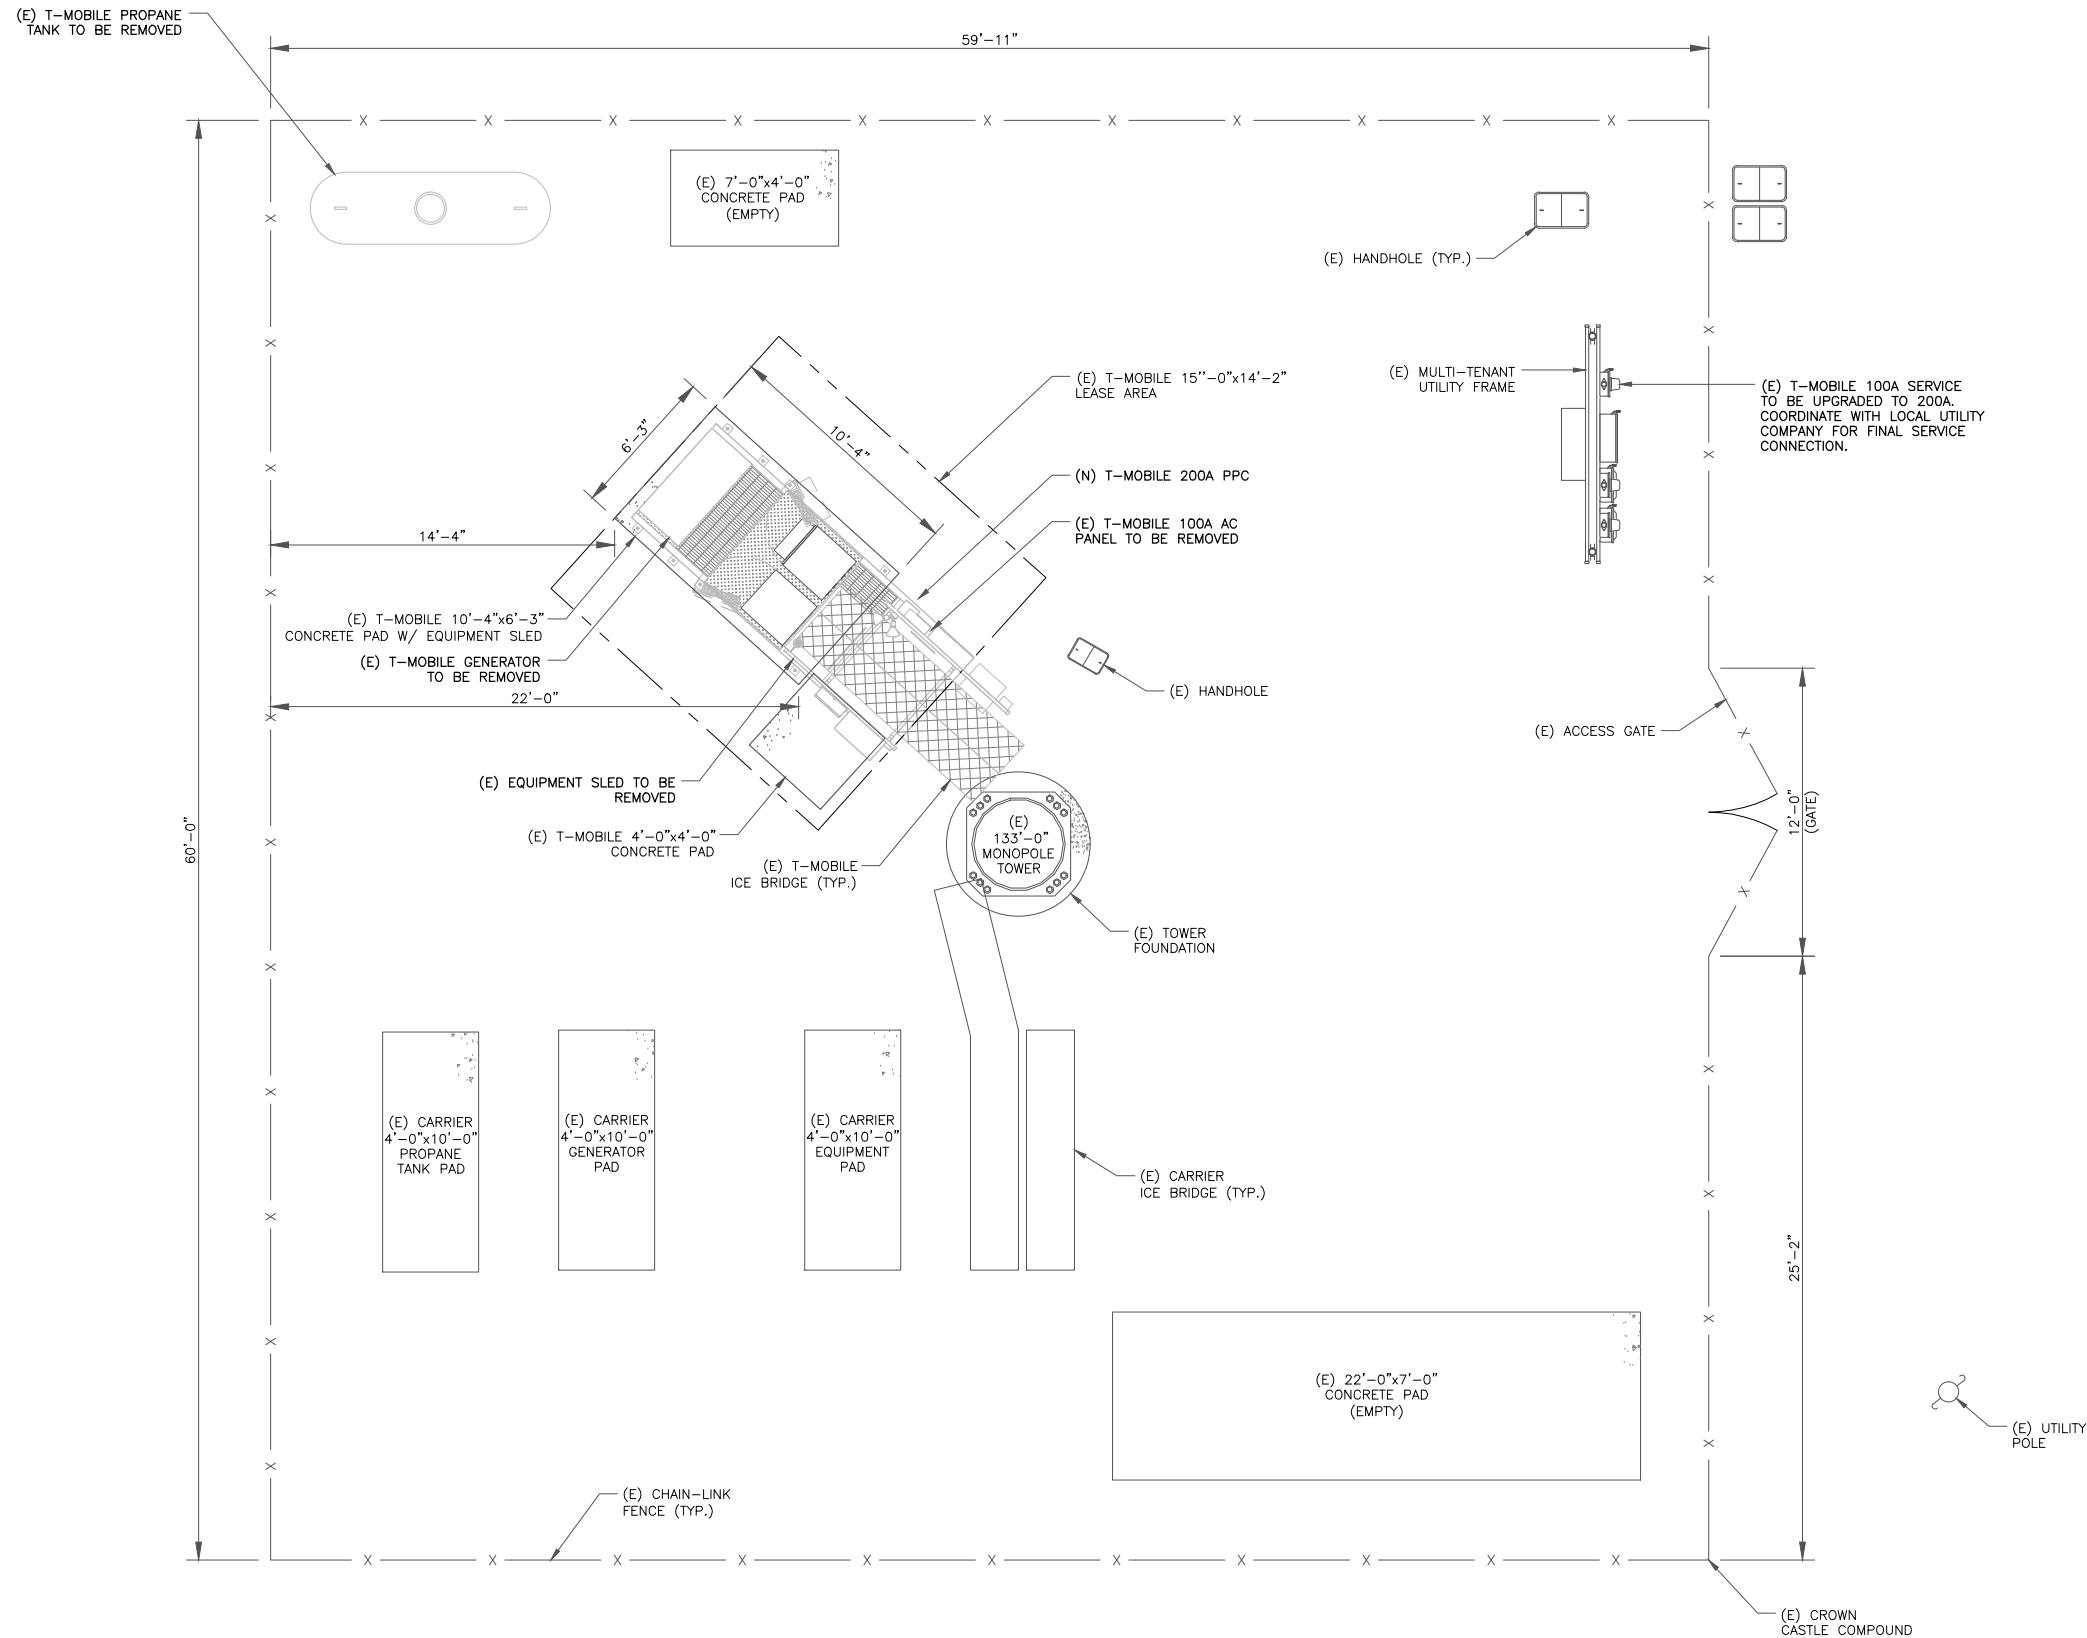 (E) T-MOBILE PROPANE
TANK TO BE REMOVED
59'-11"
X X X X X X X X X X X
(E) 7'-0"x4'-0"
CONCRETE PAD
(EMPTY)
(E) HANDHOLE (TYP.)
(E) MULTI-TENANT
UTILITY FRAME
(E) T-MOBILE 100A SERVICE
TO BE UPGRADED TO 200A.
COORDINATE WITH LOCAL UTILITY
COMPANY FOR FINAL SERVICE
CONNECTION.
(E) T-MOBILE 15''-0"x14'-2"
LEASE AREA
6'-3"
10'-4"
(N) T-MOBILE 200A PPC
(E) T-MOBILE 100A AC
PANEL TO BE REMOVED
14'-4"
(E) T-MOBILE 10'-4"x6'-3"
CONCRETE PAD W/ EQUIPMENT SLED
(E) T-MOBILE GENERATOR
TO BE REMOVED
22'-0"
(E) HANDHOLE
(E) ACCESS GATE
(E) EQUIPMENT SLED TO BE
REMOVED
(E) T-MOBILE 4'-0"x4'-0"
CONCRETE PAD
(E) T-MOBILE
ICE BRIDGE (TYP.)
(E)
133'-0"
MONOPOLE
TOWER
60'-0"
12'-0"
(GATE)
(E) TOWER
FOUNDATION
(E) CARRIER
4'-0"x10'-0"
PROPANE
TANK PAD
(E) CARRIER
4'-0"x10'-0"
GENERATOR
PAD
(E) CARRIER
4'-0"x10'-0"
EQUIPMENT
PAD
(E) CARRIER
ICE BRIDGE (TYP.)
25'-2"
(E) 22'-0"x7'-0"
CONCRETE PAD
(EMPTY)
(E) UTILITY
POLE
(E) CHAIN-LINK
FENCE (TYP.)
X X X X X X X X X X X
(E) CROWN
CASTLE COMPOUND